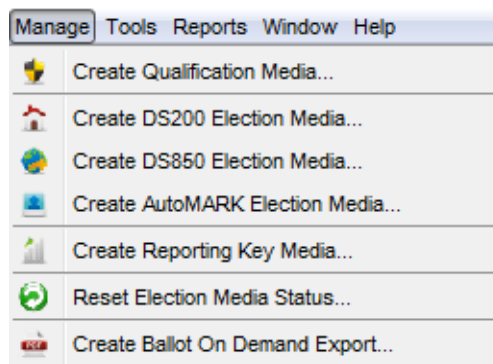 Manage Tools Reports Window Help
Create Qualification Media...
Create DS200 Election Media...
Create DS850 Election Media...
Create AutoMARK Election Media...
Create Reporting Key Media...
Reset Election Media Status...
PDF Create Ballot On Demand Export...